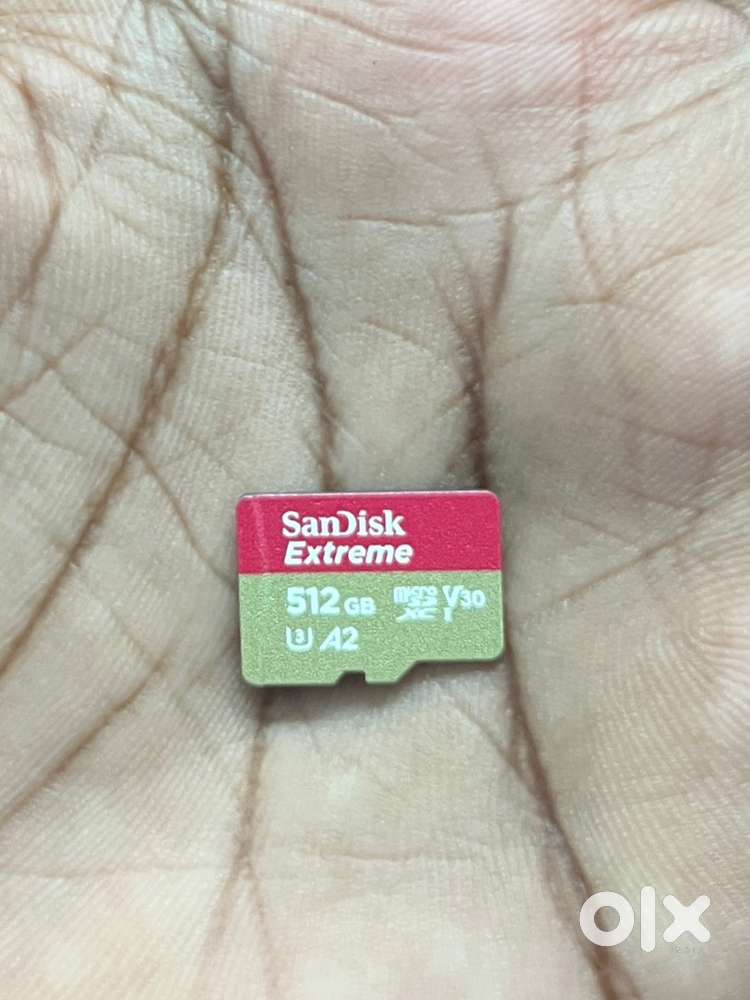 SanDisk
Extreme
512 GB micro SD XC I V30
U3 A2
olx